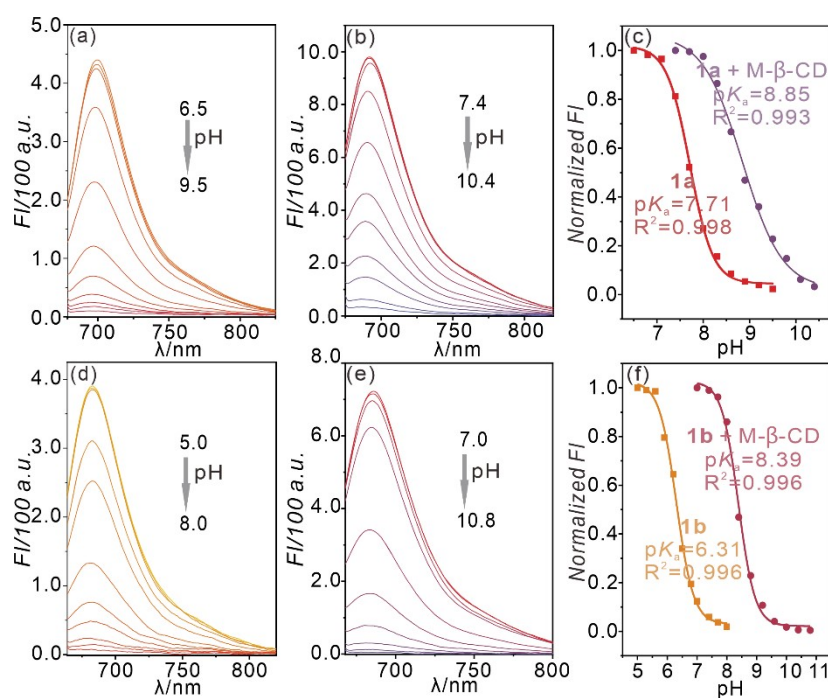 (a)
5.0
4.0
3.0
2.0
1.0
0.0
FI/100 a.u.
6.5
pH
9.5
700
750
800
λ/nm
(b)
10.0
8.0
6.0
4.0
2.0
0.0
FI/100 a.u.
7.4
pH
10.4
700
750
800
λ/nm
(c)
1.0
0.8
0.6
0.4
0.2
0.0
Normalized FI
1a + M-β-CD
pKa=8.85
R²=0.993
1a
pKa=7.71
R²=0.998
7
8
9
10
pH
(d)
4.0
3.0
2.0
1.0
0.0
FI/100 a.u.
5.0
pH
8.0
700
750
800
λ/nm
(e)
8.0
6.0
4.0
2.0
0.0
FI/100 a.u.
7.0
pH
10.8
700
750
800
λ/nm
(f)
1.0
0.8
0.6
0.4
0.2
0.0
Normalized FI
1b + M-β-CD
pKa=8.39
R²=0.996
1b
pKa=6.31
R²=0.996
5 6 7 8 9 10 11
pH